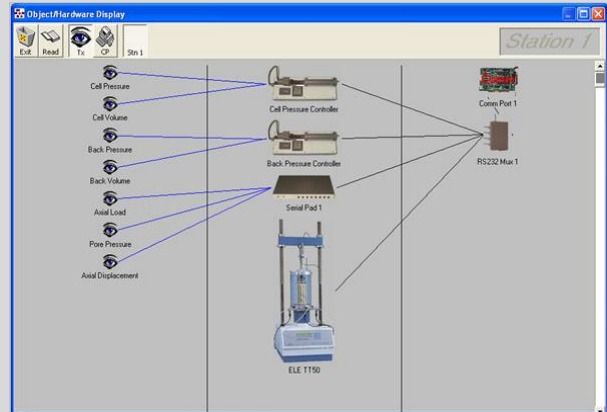 Object/Hardware Display
Exit Read Tx CP Stn 1
Station 1
Cell Pressure
Cell Volume
Back Pressure
Back Volume
Axial Load
Pore Pressure
Axial Displacement
Cell Pressure Controller
Back Pressure Controller
Serial Pad 1
ELE TT50
Comm
Comm Port 1
RS232 Mux 1